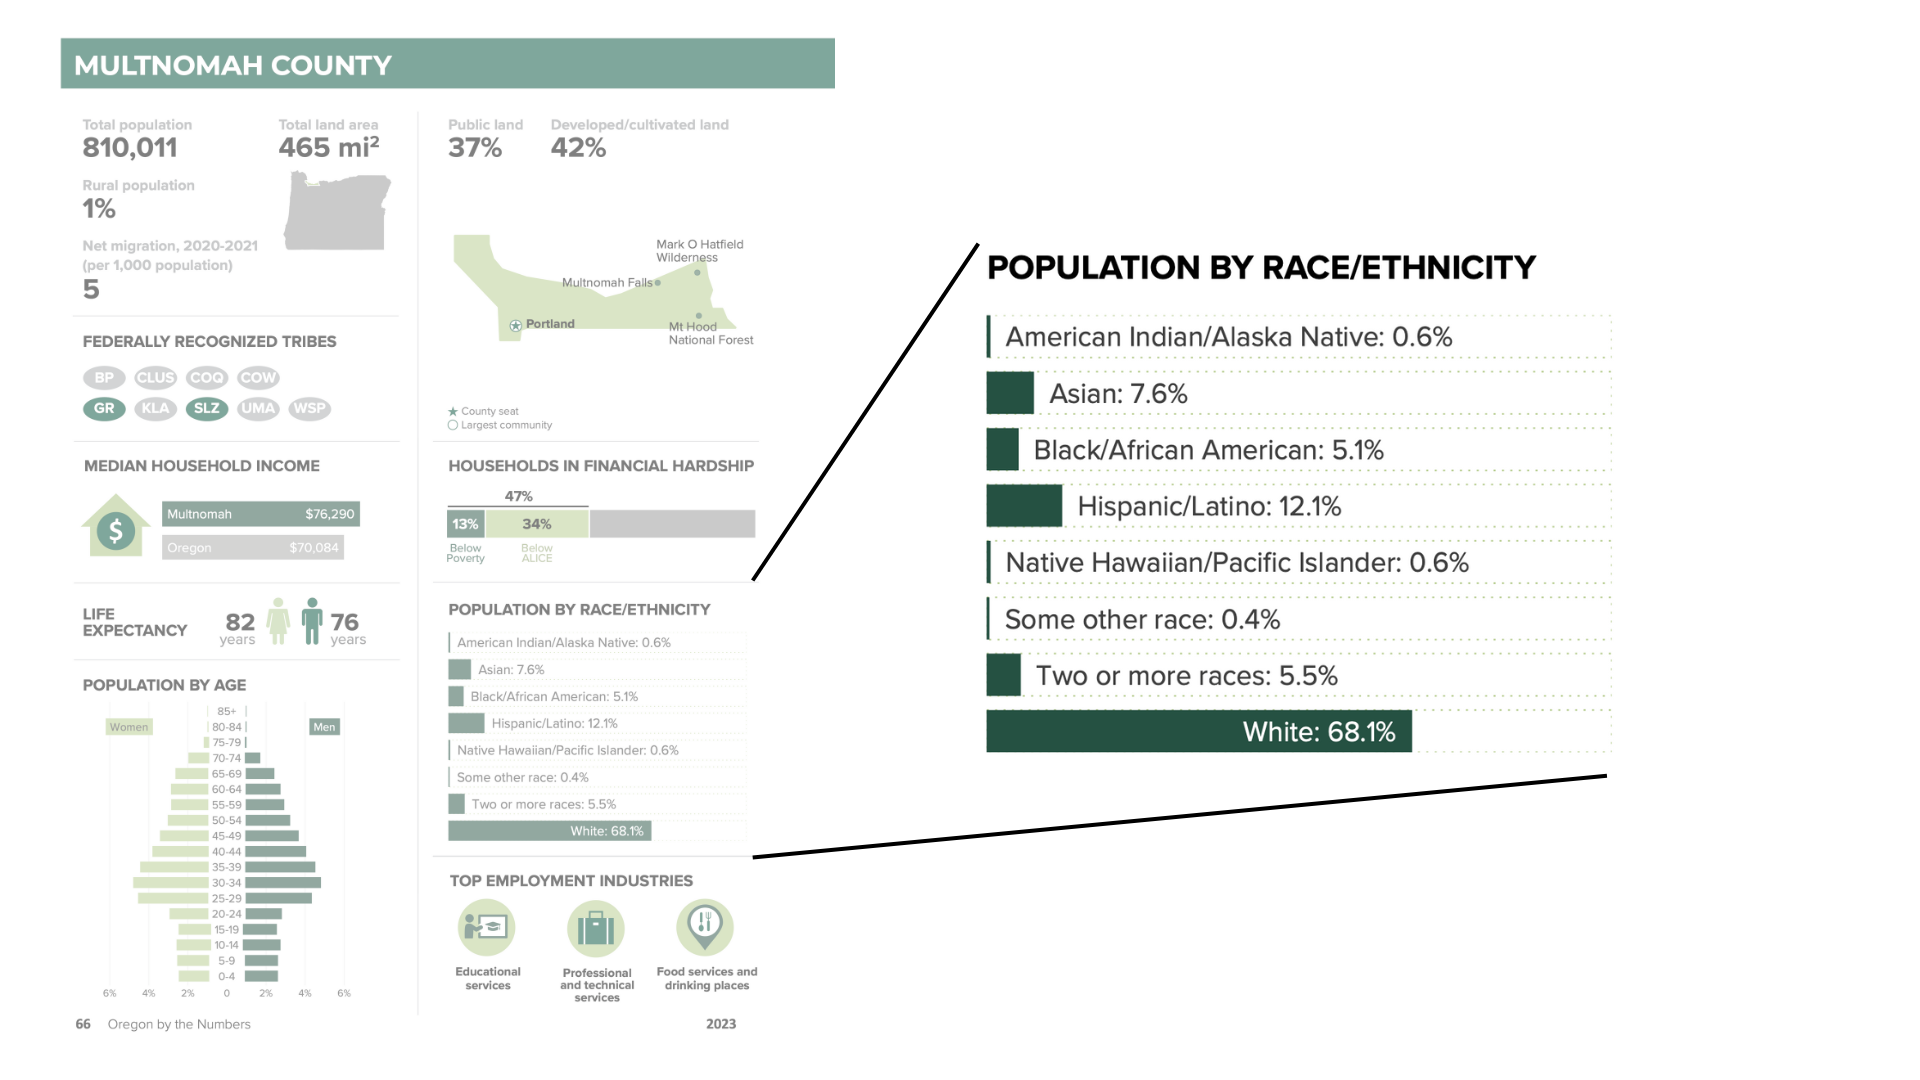 MULTNOMAH COUNTY
Total population
810,011
Total land area
465 mi²
Rural population
1%
Net migration, 2020-2021
(per 1,000 population)
5
FEDERALLY RECOGNIZED TRIBES
BP CLUS COQ COW
GR KLA SLZ UMA WSP
MEDIAN HOUSEHOLD INCOME
$
Multnomah $76,290
Oregon $70,084
LIFE
EXPECTANCY
82
years
76
years
POPULATION BY AGE
Women
Men
85+
80-84
75-79
70-74
65-69
60-64
55-59
50-54
45-49
40-44
35-39
30-34
25-29
20-24
15-19
10-14
5-9
0-4
6% 4% 2% 0 2% 4% 6%
Public land
37%
Developed/cultivated land
42%
Mark O Hatfield
Wilderness
Multnomah Falls
Portland
Mt Hood
National Forest
County seat
Largest community
HOUSEHOLDS IN FINANCIAL HARDSHIP
47%
13% 34%
Below
Poverty
Below
ALICE
POPULATION BY RACE/ETHNICITY
American Indian/Alaska Native: 0.6%
Asian: 7.6%
Black/African American: 5.1%
Hispanic/Latino: 12.1%
Native Hawaiian/Pacific Islander: 0.6%
Some other race: 0.4%
Two or more races: 5.5%
White: 68.1%
TOP EMPLOYMENT INDUSTRIES
Educational
services
Professional
and technical
services
Food services and
drinking places
66 Oregon by the Numbers
2023
POPULATION BY RACE/ETHNICITY
American Indian/Alaska Native: 0.6%
Asian: 7.6%
Black/African American: 5.1%
Hispanic/Latino: 12.1%
Native Hawaiian/Pacific Islander: 0.6%
Some other race: 0.4%
Two or more races: 5.5%
White: 68.1%